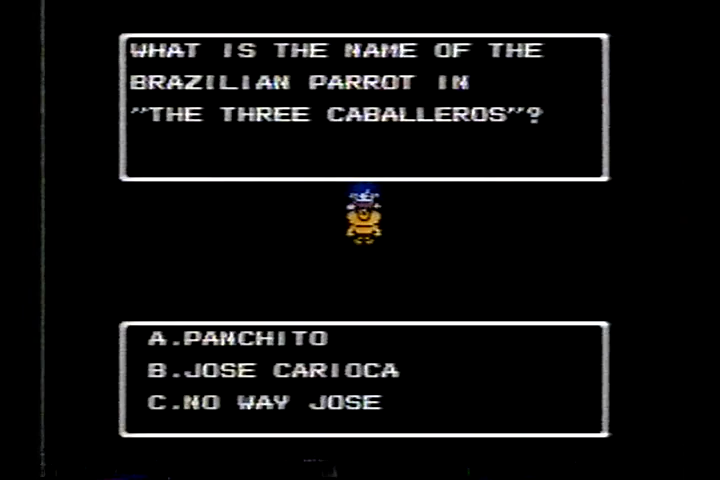 WHAT IS THE NAME OF THE
BRAZILIAN PARROT IN
"THE THREE CABALLEROS"?
A.PANCHITO
B.JOSE CARIOCA
C.NO WAY JOSE